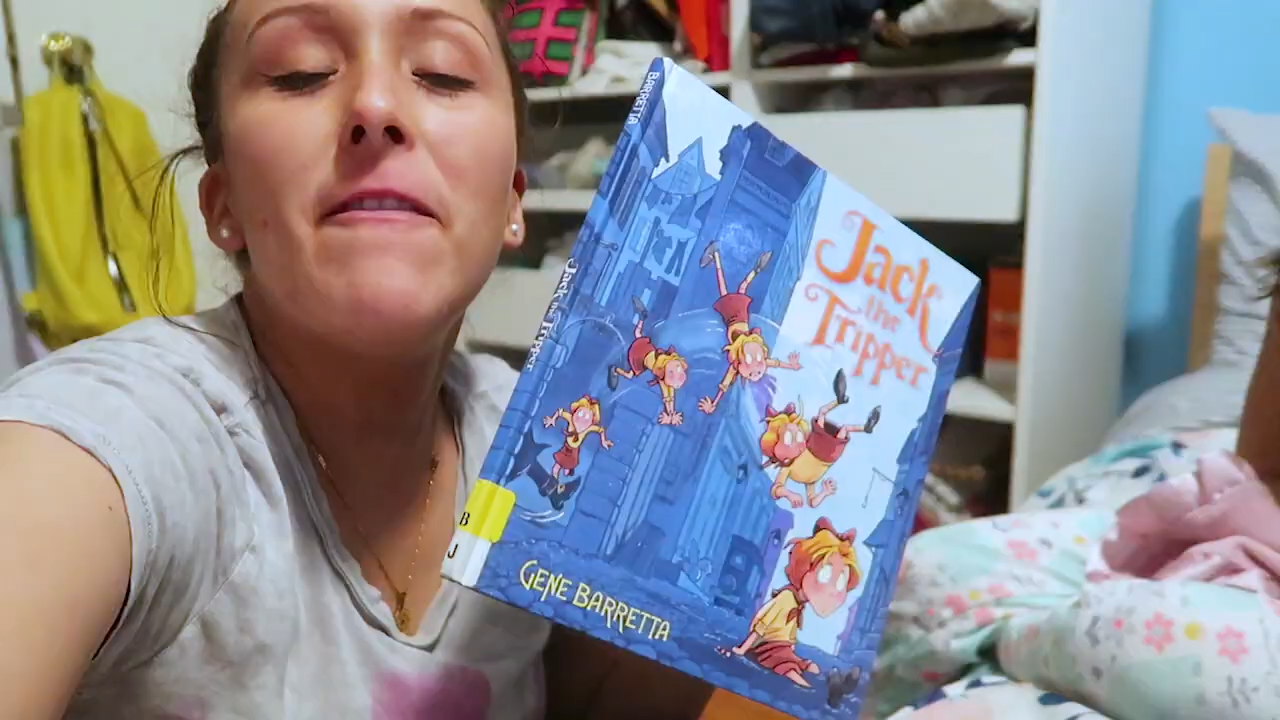 BARRETTA
Jack the Tripper
B
J
Jack
the
Tripper
GENE BARRETTA